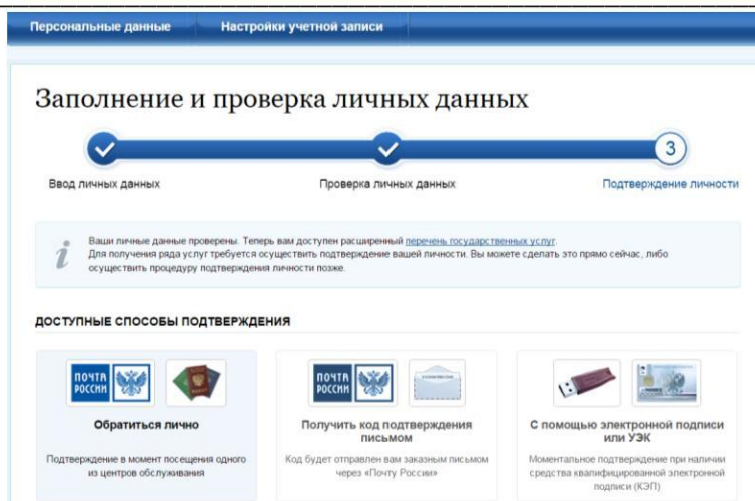 Персональные данные Настройки учетной записи
Заполнение и проверка личных данных
3
Ввод личных данных Проверка личных данных Подтверждение личности
i Ваши личные данные проверены. Теперь вам доступен расширенный перечень государственных услуг.
Для получения ряда услуг требуется осуществить подтверждение вашей личности. Вы можете сделать это прямо сейчас, либо
осуществить процедуру подтверждения личности позже.
ДОСТУПНЫЕ СПОСОБЫ ПОДТВЕРЖДЕНИЯ
ПОЧТА
РОССИИ
Обратиться лично
Подтверждение в момент посещения одного
из центров обслуживания
ПОЧТА
РОССИИ
Получить код подтверждения
письмом
Код будет отправлен вам заказным письмом
через «Почту России»
С помощью электронной подписи
или УЭК
Моментальное подтверждение при наличии
средства квалифицированной электронной
подписи (КЭП)